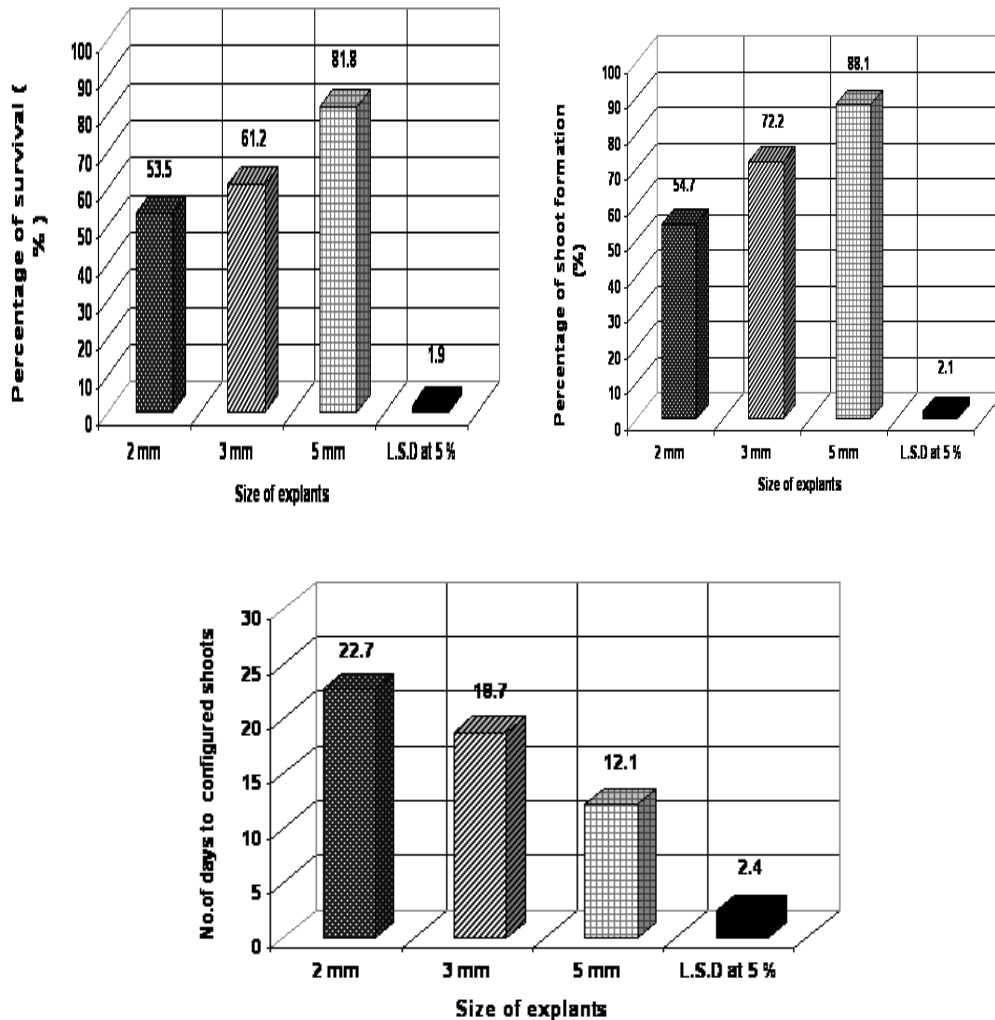 Percentage of survival (
% )
100
90
80
70
60
50
40
30
20
10
0
53.5
61.2
81.8
1.9
2 mm
3 mm
5 mm
L.S.D at 5 %
Size of explants
Percentage of shoot formation
(%)
100
90
80
70
60
50
40
30
20
10
0
54.7
72.2
88.1
2.1
2 mm
3 mm
5 mm
L.S.D at 5 %
Size of explants
No.of days to configured shoots
30
25
20
15
10
5
0
22.7
18.7
12.1
2.4
2 mm
3 mm
5 mm
L.S.D at 5 %
Size of explants